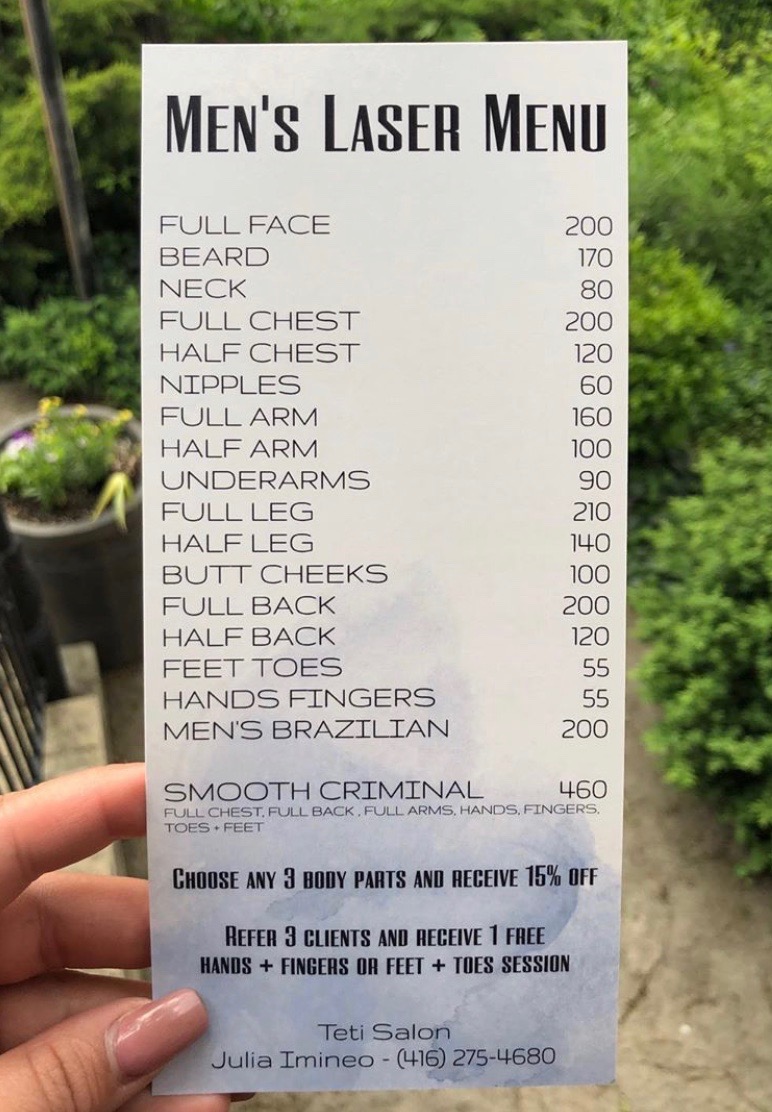 MEN'S LASER MENU
FULL FACE 200
BEARD 170
NECK 80
FULL CHEST 200
HALF CHEST 120
NIPPLES 60
FULL ARM 160
HALF ARM 100
UNDERARMS 90
FULL LEG 210
HALF LEG 140
BUTT CHEEKS 100
FULL BACK 200
HALF BACK 120
FEET TOES 55
HANDS FINGERS 55
MEN'S BRAZILIAN 200
SMOOTH CRIMINAL 460
FULL CHEST, FULL BACK , FULL ARMS, HANDS, FINGERS,
TOES + FEET
CHOOSE ANY 3 BODY PARTS AND RECEIVE 15% OFF
REFER 3 CLIENTS AND RECEIVE 1 FREE
HANDS + FINGERS OR FEET + TOES SESSION
Teti Salon
Julia Imineo - (416) 275-4680